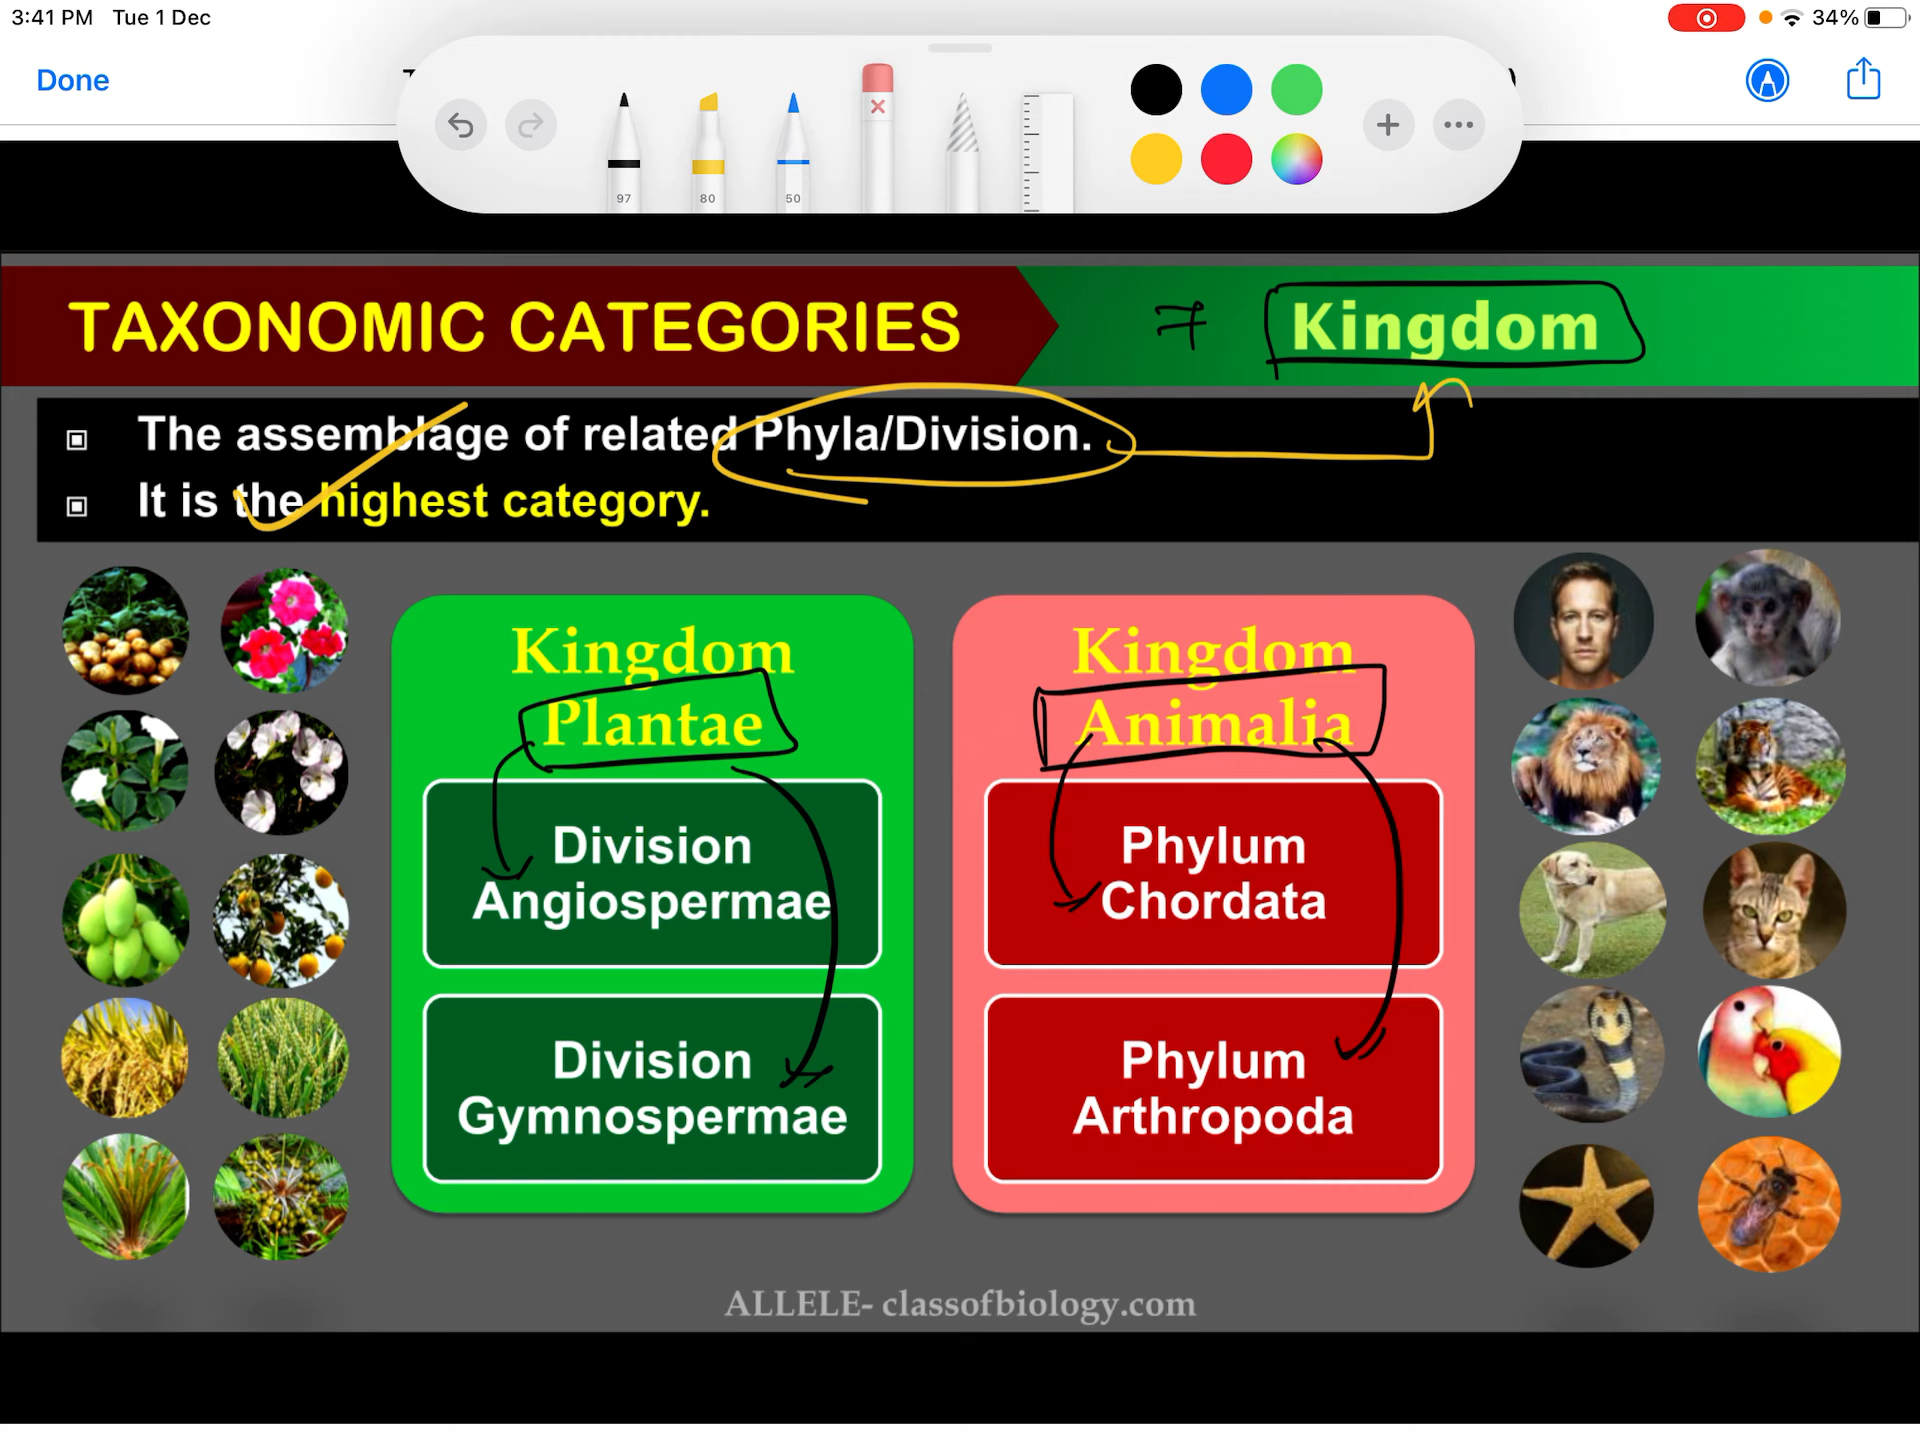 3:41 PM Tue 1 Dec
34%
Done
97 80 50
TAXONOMIC CATEGORIES
7 Kingdom
The assemblage of related Phyla/Division.
It is the highest category.
Kingdom
Plantae
Division
Angiospermae
Division
Gymnospermae
Kingdom
Animalia
Phylum
Chordata
Phylum
Arthropoda
ALLELE- classofbiology.com